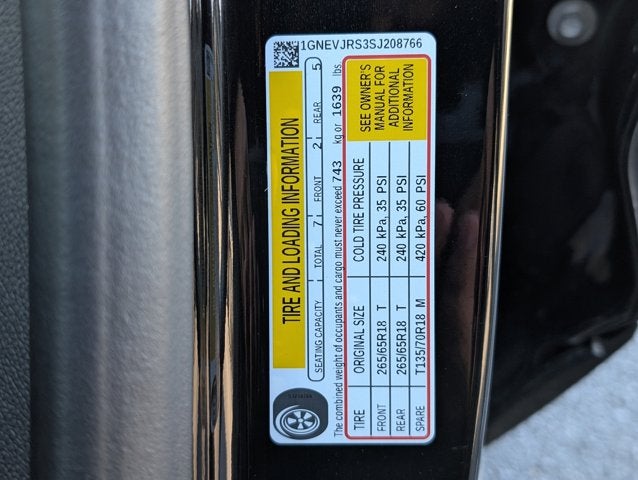 1GNEVJRS3SJ208766
TIRE AND LOADING INFORMATION
SEATING CAPACITY TOTAL 7 FRONT 2 REAR 5
The combined weight of occupants and cargo must never exceed 743 kg or 1639 lbs.
TIRE ORIGINAL SIZE COLD TIRE PRESSURE
FRONT 265/65R18 T 240 kPa, 35 PSI
REAR 265/65R18 T 240 kPa, 35 PSI
SPARE T135/70R18 M 420 kPa, 60 PSI
SEE OWNER'S
MANUAL FOR
ADDITIONAL
INFORMATION